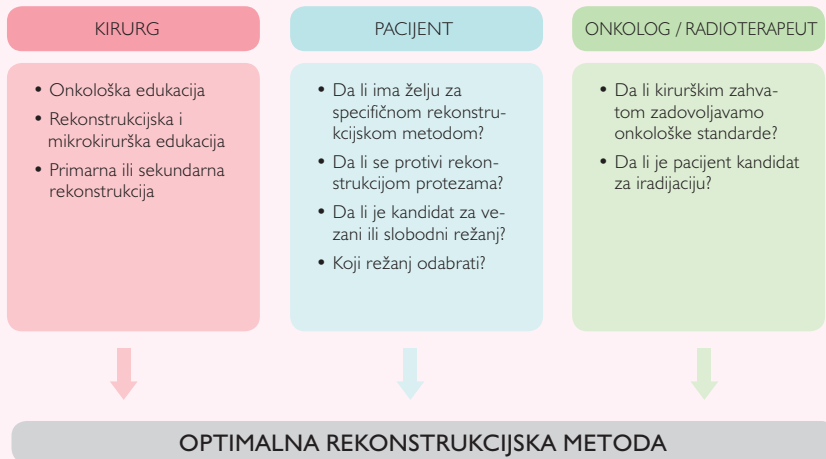 KIRURG
• Onkološka edukacija
• Rekonstrukcijska i
mikrokirurška edukacija
• Primarna ili sekundarna
rekonstrukcija
PACIJENT
• Da li ima želju za
specifičnom rekonstru-
kcijskom metodom?
• Da li se protivi rekon-
strukcijom protezama?
• Da li je kandidat za ve-
zani ili slobodni režanj?
• Koji režanj odabrati?
ONKOLOG / RADIOTERAPEUT
• Da li kirurškim zahva-
tom zadovoljavamo
onkološke standarde?
• Da li je pacijent kandidat
za iradijaciju?
OPTIMALNA REKONSTRUKCIJSKA METODA